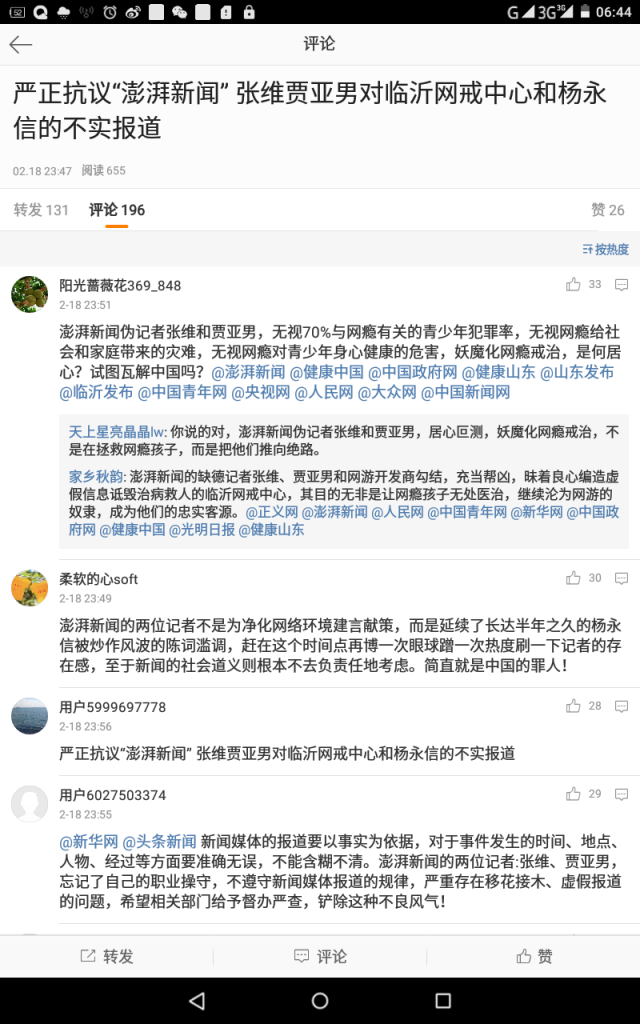 52
G 3G 3G 06:44
评论
严正抗议“澎湃新闻” 张维贾亚男对临沂网戒中心和杨永
信的不实报道
02.18 23:47 阅读 655
转发 131 评论 196 赞 26
按热度
阳光蔷薇花369_848 33
2-18 23:51
澎湃新闻伪记者张维和贾亚男，无视70%与网瘾有关的青少年犯罪率，无视网瘾给社
会和家庭带来的灾难，无视网瘾对青少年身心健康的危害，妖魔化网瘾戒治，是何居
心？试图瓦解中国吗？@澎湃新闻 @健康中国 @中国政府网 @健康山东 @山东发布
@临沂发布 @中国青年网 @央视网 @人民网 @大众网 @中国新闻网
天上星亮晶晶lw: 你说的对，澎湃新闻伪记者张维和贾亚男，居心叵测，妖魔化网瘾戒治，不
是在拯救网瘾孩子，而是把他们推向绝路。
家乡秋韵: 澎湃新闻的缺德记者张维、贾亚男和网游开发商勾结，充当帮凶，昧着良心编造虚
假信息诋毁治病救人的临沂网戒中心，其目的无非是让网瘾孩子无处医治，继续沦为网游的
奴隶，成为他们的忠实客源。@正义网 @澎湃新闻 @人民网 @中国青年网 @新华网 @中国政
府网 @健康中国 @光明日报 @健康山东
柔软的心soft 30
2-18 23:49
澎湃新闻的两位记者不是为净化网络环境建言献策，而是延续了长达半年之久的杨永
信被炒作风波的陈词滥调，赶在这个时间点再博一次眼球蹭一次热度刷一下记者的存
在感，至于新闻的社会道义则根本不去负责任地考虑。简直就是中国的罪人！
用户5999697778 28
2-18 23:56
严正抗议“澎湃新闻” 张维贾亚男对临沂网戒中心和杨永信的不实报道
用户6027503374 29
2-18 23:55
@新华网 @头条新闻 新闻媒体的报道要以事实为依据，对于事件发生的时间、地点、
人物、经过等方面要准确无误，不能含糊不清。澎湃新闻的两位记者:张维、贾亚男，
忘记了自己的职业操守，不遵守新闻媒体报道的规律，严重存在移花接木、虚假报道
的问题，希望相关部门给予督办严查，铲除这种不良风气！
转发 评论 赞